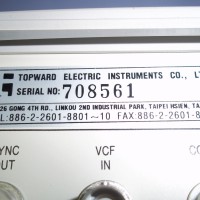 TOPWARD ELECTRIC INSTRUMENTS CO., L
SERIAL NO: 708561
26 GONG 4TH RD., LINKOU 2ND INDUSTRIAL PARK, TAIPEI HSIEN, TA
L:886-2-2601-8801~10 FAX:886-2-2601-8
YNC VCF CO
UT IN